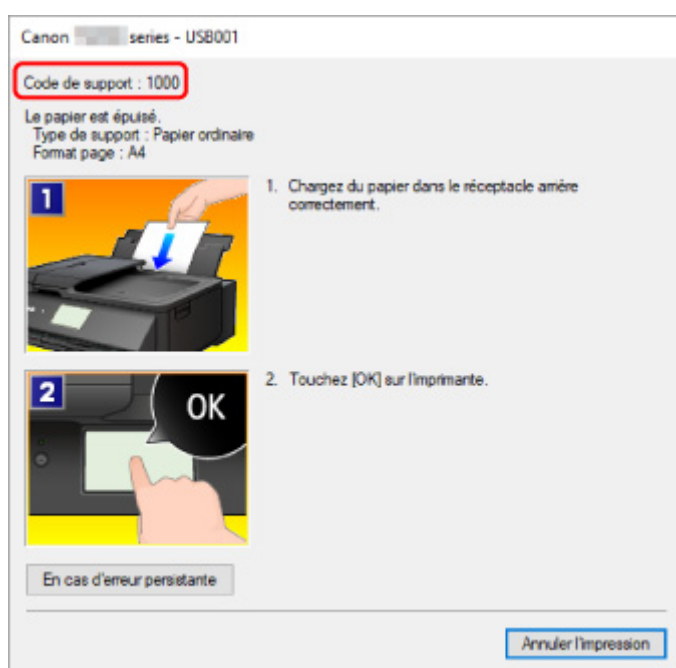 Canon series - USB001
Code de support : 1000
Le papier est épuisé.
Type de support : Papier ordinaire
Format page : A4
1
1. Chargez du papier dans le réceptacle arrière
correctement.
2
OK
2. Touchez [OK] sur l'imprimante.
En cas d'erreur persistante
Annuler l'impression